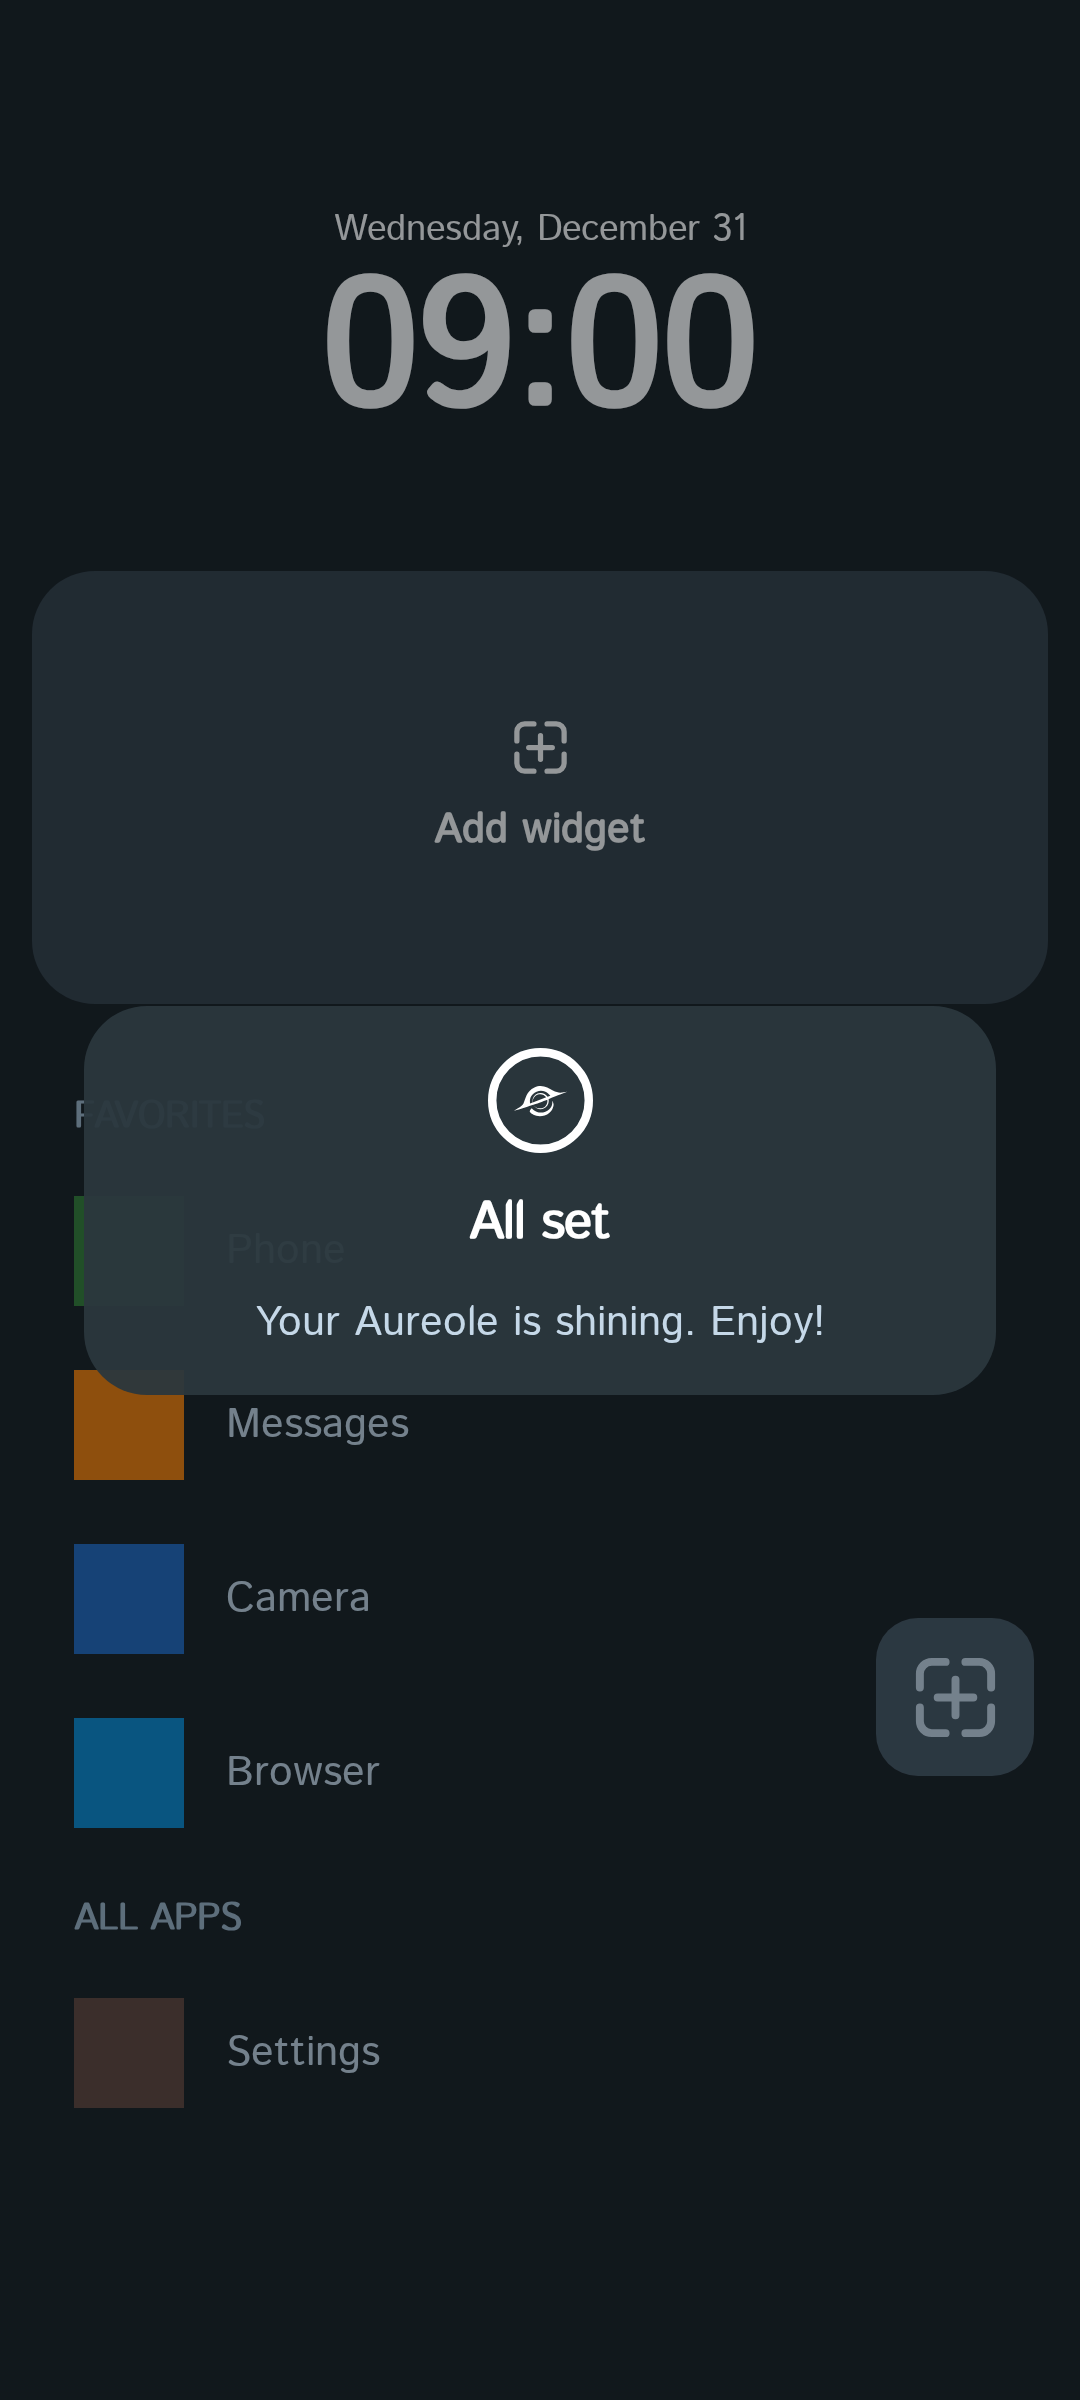 Wednesday, December 31
09:00
Add widget
FAVORITES
All set
Phone
Your Aureole is shining. Enjoy!
Messages
Camera
Browser
ALL APPS
Settings